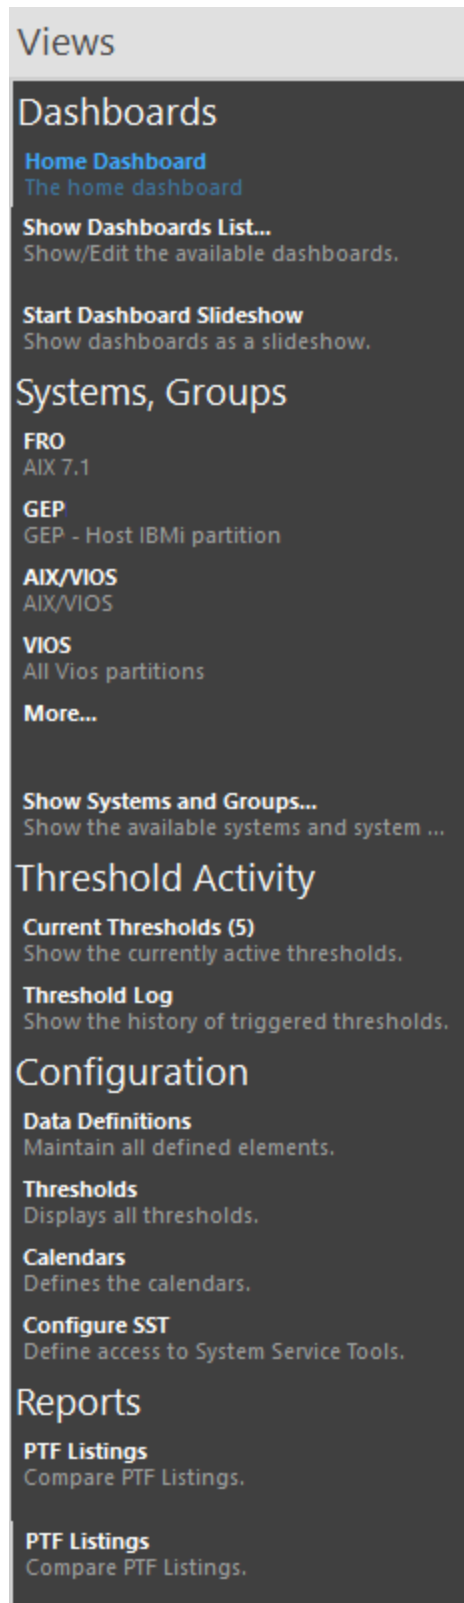 Views
Dashboards
Home Dashboard
The home dashboard
Show Dashboards List...
Show/Edit the available dashboards.
Start Dashboard Slideshow
Show dashboards as a slideshow.
Systems, Groups
FRO
AIX 7.1
GEP
GEP - Host IBMi partition
AIX/VIOS
AIX/VIOS
VIOS
All Vios partitions
More...
Show Systems and Groups...
Show the available systems and system ...
Threshold Activity
Current Thresholds (5)
Show the currently active thresholds.
Threshold Log
Show the history of triggered thresholds.
Configuration
Data Definitions
Maintain all defined elements.
Thresholds
Displays all thresholds.
Calendars
Defines the calendars.
Configure SST
Define access to System Service Tools.
Reports
PTF Listings
Compare PTF Listings.
PTF Listings
Compare PTF Listings.